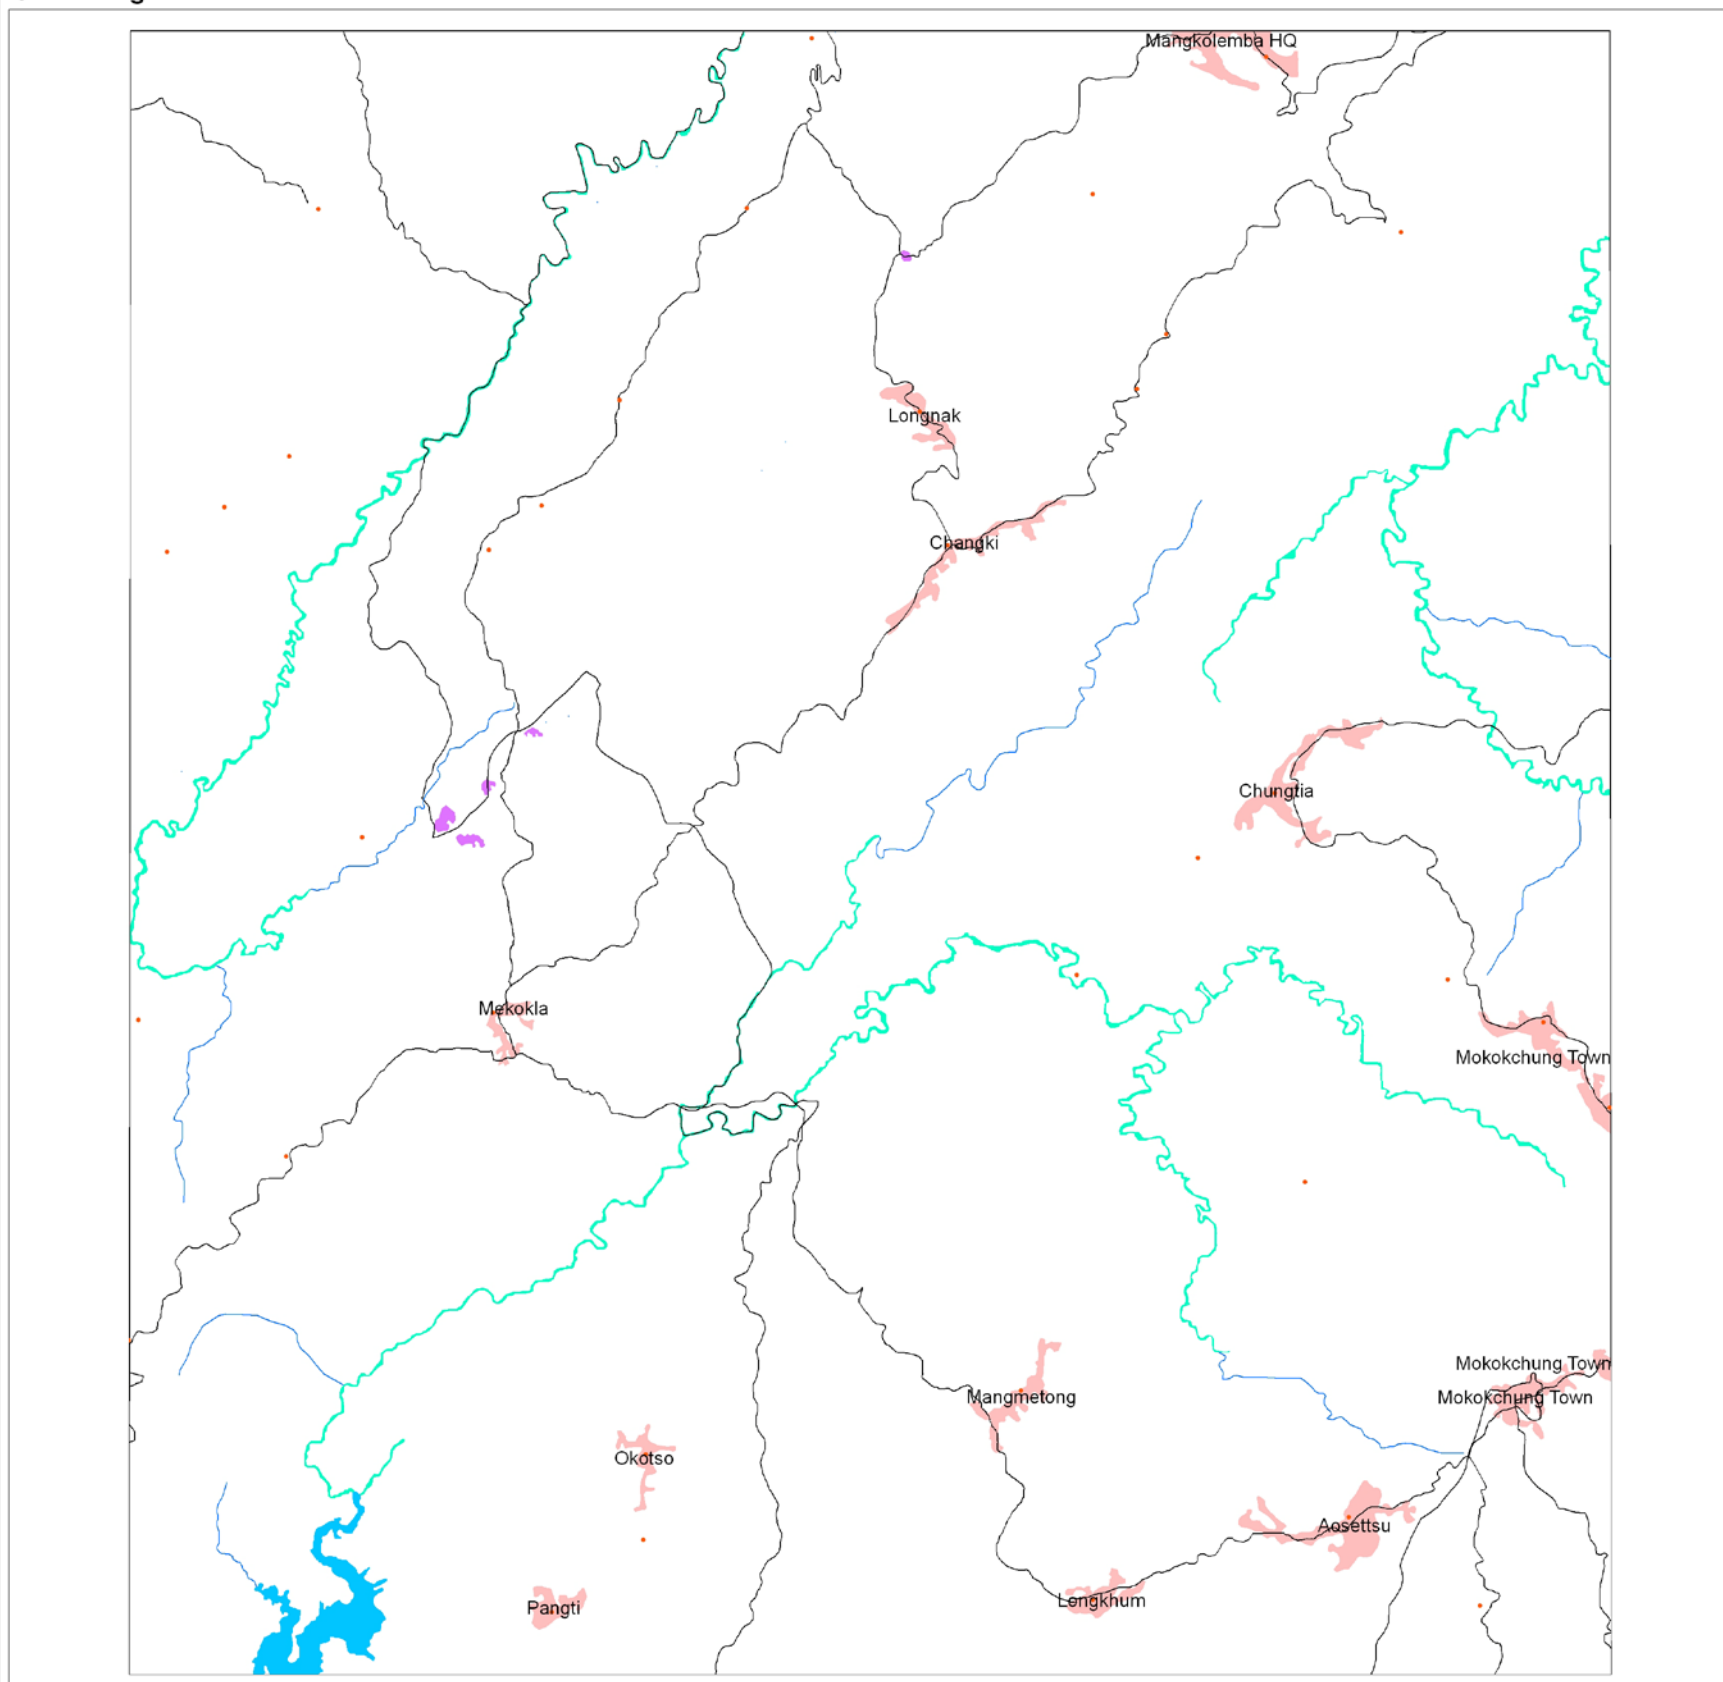 Mangkolemba HQ
Longnak
Changki
Chungtia
Mekokla
Mokokchung Town
Mokokchung Town
Mangmetong
Mokokchung Town
Okotso
Aosettsu
Longkhum
Pangti